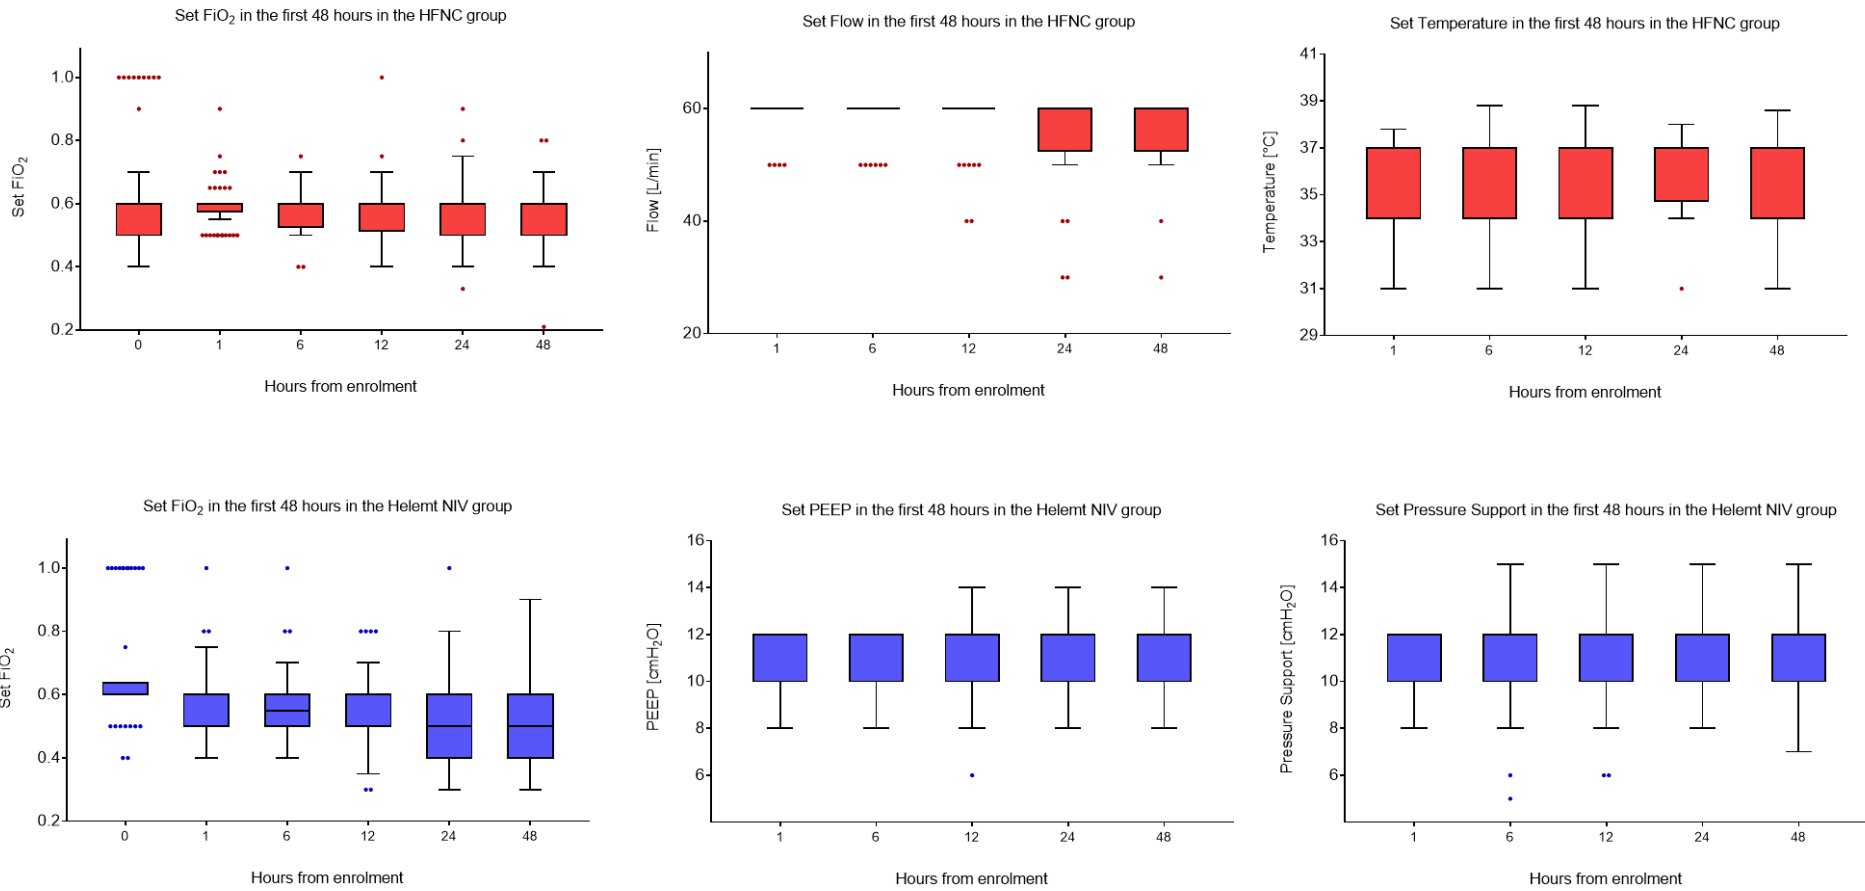 Set FiO2 in the first 48 hours in the HFNC group
Set FiO2
1.0
0.8
0.6
0.4
0.2
0 1 6 12 24 48
Hours from enrolment
Set Flow in the first 48 hours in the HFNC group
Flow [L/min]
60
40
20
1 6 12 24 48
Hours from enrolment
Set Temperature in the first 48 hours in the HFNC group
Temperature [°C]
41
39
37
35
33
31
29
1 6 12 24 48
Hours from enrolment
Set FiO2 in the first 48 hours in the Helemt NIV group
Set FiO2
1.0
0.8
0.6
0.4
0.2
0 1 6 12 24 48
Hours from enrolment
Set PEEP in the first 48 hours in the Helemt NIV group
PEEP [cmH2O]
16
14
12
10
8
6
1 6 12 24 48
Hours from enrolment
Set Pressure Support in the first 48 hours in the Helemt NIV group
Pressure Support [cmH2O]
16
14
12
10
8
6
1 6 12 24 48
Hours from enrolment